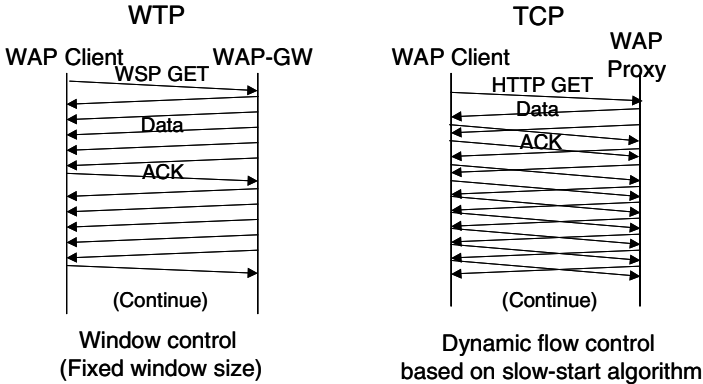 WTP
WAP Client
WAP-GW
WSP GET
Data
ACK
(Continue)
Window control
(Fixed window size)
TCP
WAP Client
WAP
Proxy
HTTP GET
Data
ACK
(Continue)
Dynamic flow control
based on slow-start algorithm